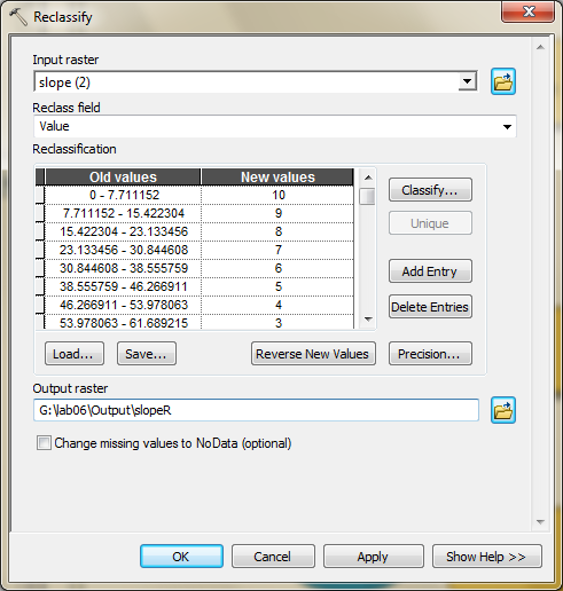 Reclassify
Input raster
slope (2)
Reclass field
Value
Reclassification
Old values New values
0 - 7.711152 10
7.711152 - 15.422304 9
15.422304 - 23.133456 8
23.133456 - 30.844608 7
30.844608 - 38.555759 6
38.555759 - 46.266911 5
46.266911 - 53.978063 4
53.978063 - 61.689215 3
Classify...
Unique
Add Entry
Delete Entries
Load... Save... Reverse New Values Precision...
Output raster
G:\lab06\Output\slopeR
Change missing values to NoData (optional)
OK Cancel Apply Show Help >>